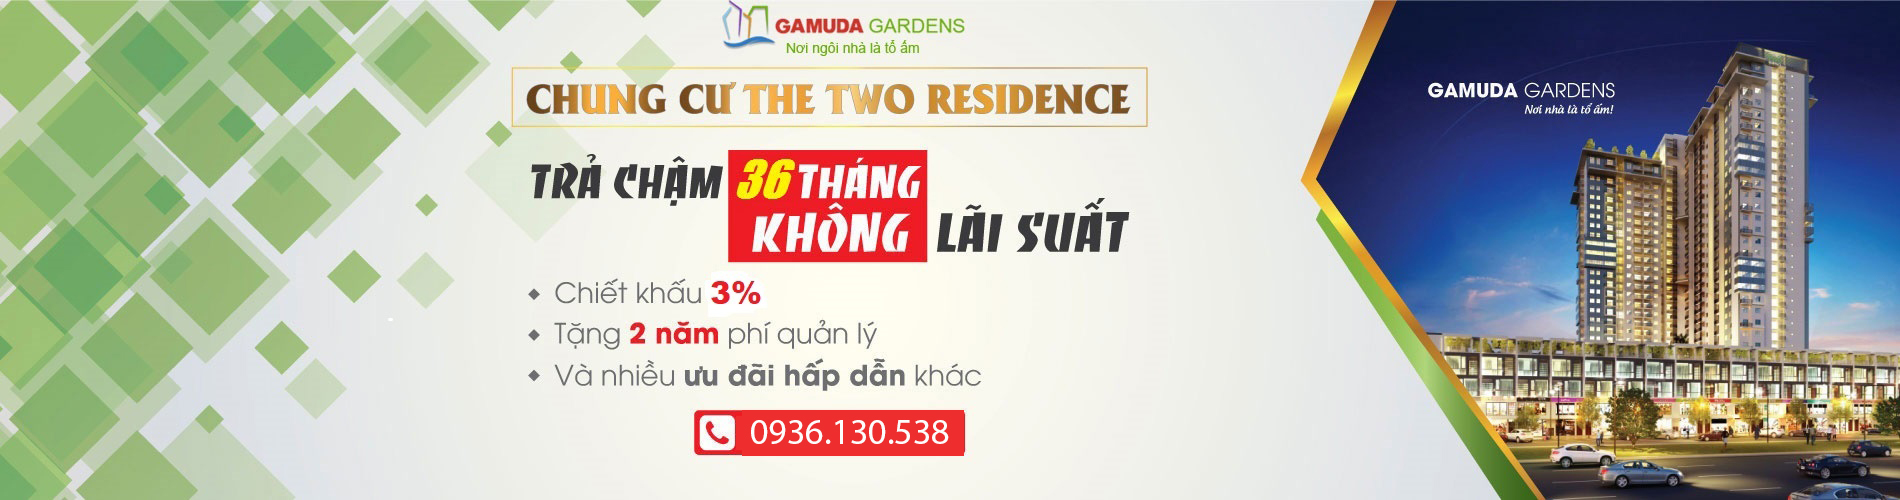 GAMUDA GARDENS
Nơi ngôi nhà là tổ ấm
CHUNG CƯ THE TWO RESIDENCE
TRẢ CHẬM 36 THÁNG
KHÔNG LÃI SUẤT
Chiết khấu 3%
Tặng 2 năm phí quản lý
Và nhiều ưu đãi hấp dẫn khác
0936.130.538
GAMUDA GARDENS
Nơi nhà là tổ ấm!